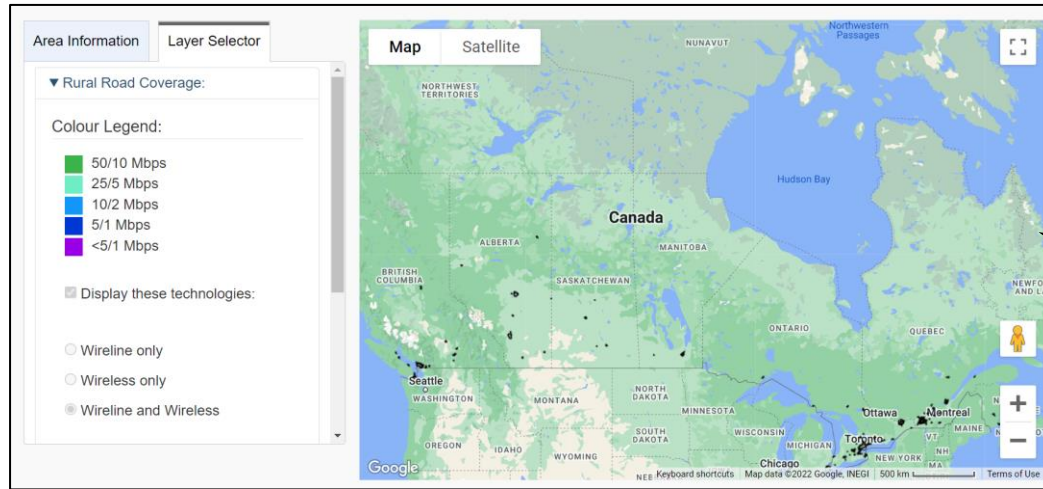 Area Information
Layer Selector
▼ Rural Road Coverage:
Colour Legend:
50/10 Mbps
25/5 Mbps
10/2 Mbps
5/1 Mbps
<5/1 Mbps
Display these technologies:
Wireline only
Wireless only
Wireline and Wireless
Map
Satellite
Northwestern
Passages
NUNAVUT
NORTHWEST
TERRITORIES
Hudson Bay
Canada
ALBERTA
MANITOBA
BRITISH
COLUMBIA
SASKATCHEWAN
NEWFO
AND L
ONTARIO
QUEBEC
Seattle
WASHINGTON
MONTANA
NORTH
DAKOTA
MINNESOTA
Ottawa
Montreal
MAINE
SOUTH
DAKOTA
WISCONSIN
MICHIGAN
Toronto
VT
NH
OREGON
IDAHO
WYOMING
Chicago
NEW YORK
MA
Google
NEB
Keyboard shortcuts
Map data ©2022 Google, INEGI
500 km
Terms of Use